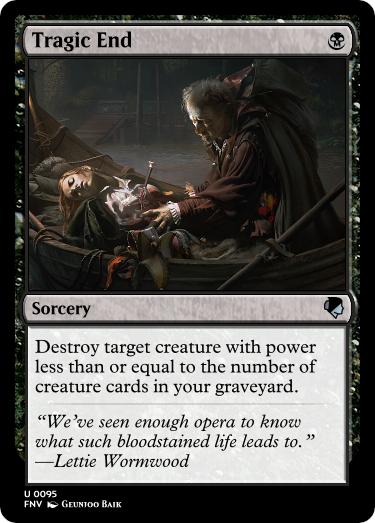 Tragic End
Sorcery
Destroy target creature with power
less than or equal to the number of
creature cards in your graveyard.
“We’ve seen enough opera to know
what such bloodstained life leads to.”
—Lettie Wormwood
U 0095
FNV Geunjoo Baik